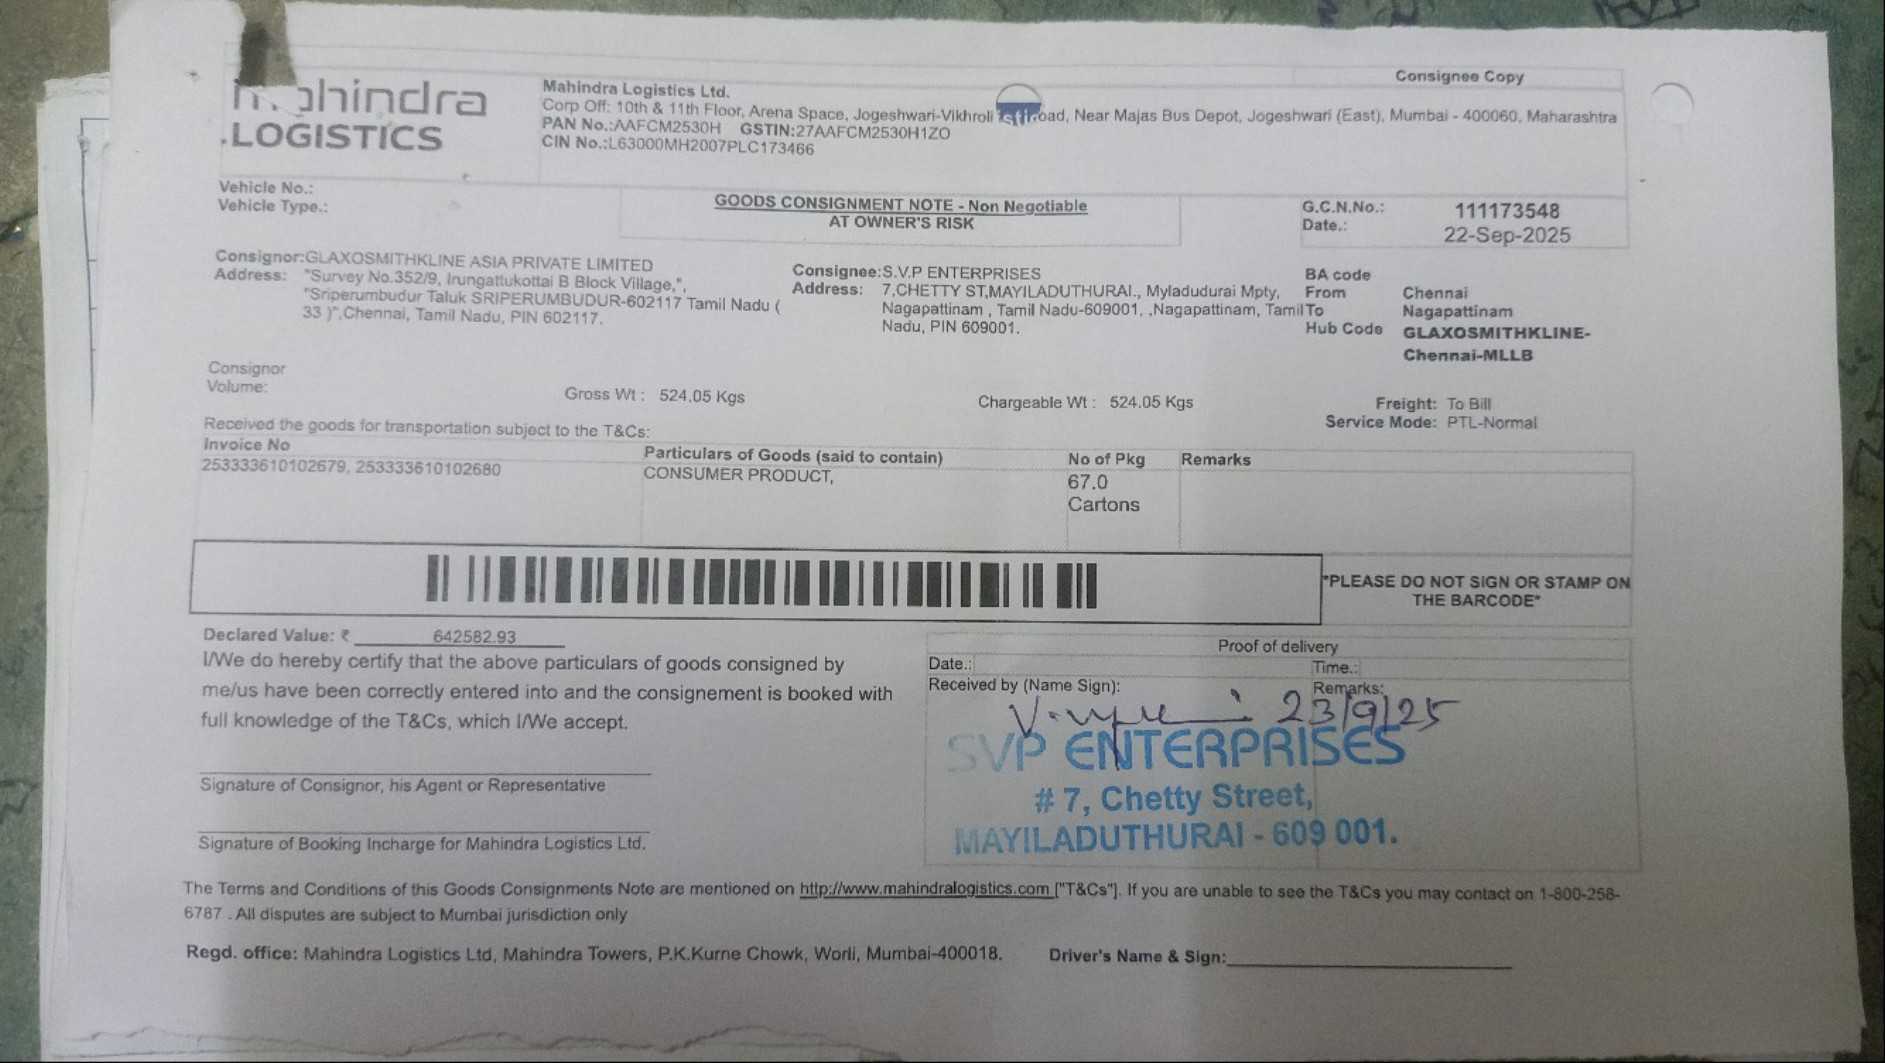 Consignee Copy
mahindra
LOGISTICS
Mahindra Logistics Ltd.
Corp Off: 10th & 11th Floor, Arena Space, Jogeshwari-Vikhroli oad, Near Majas Bus Depot, Jogeshwari (East), Mumbai - 400060, Maharashtra
PAN No.:AAFCM2530H GSTIN:27AAFCM2530H1ZO
CIN No.:L63000MH2007PLC173466
Vehicle No.:
Vehicle Type.:
GOODS CONSIGNMENT NOTE - Non Negotiable
AT OWNER'S RISK
G.C.N.No.: 111173548
Date.: 22-Sep-2025
Consignor:GLAXOSMITHKLINE ASIA PRIVATE LIMITED
Address: "Survey No.352/9, Irungattukottai B Block Village,",
"Sriperumbudur Taluk SRIPERUMBUDUR-602117 Tamil Nadu (
33 )",Chennai, Tamil Nadu, PIN 602117.
Consignee:S.V.P ENTERPRISES
Address: 7,CHETTY ST,MAYILADUTHURAI., Myladudurai Mpty,
Nagapattinam , Tamil Nadu-609001, ,Nagapattinam, Tamil
Nadu, PIN 609001.
BA code
From Chennai
To Nagapattinam
Hub Code GLAXOSMITHKLINE-
Chennai-MLLB
Consignor
Volume:
Gross Wt : 524.05 Kgs
Chargeable Wt : 524.05 Kgs
Freight: To Bill
Service Mode: PTL-Normal
Received the goods for transportation subject to the T&Cs:
Invoice No Particulars of Goods (said to contain) No of Pkg Remarks
253333610102679, 253333610102680 CONSUMER PRODUCT, 67.0
Cartons
*PLEASE DO NOT SIGN OR STAMP ON
THE BARCODE*
Declared Value: ₹ 642582.93
I/We do hereby certify that the above particulars of goods consigned by
me/us have been correctly entered into and the consignement is booked with
full knowledge of the T&Cs, which I/We accept.
Signature of Consignor, his Agent or Representative
Signature of Booking Incharge for Mahindra Logistics Ltd.
Proof of delivery
Date.: Time.:
Received by (Name Sign): Remarks:
23/9/25
SVP ENTERPRISES
# 7, Chetty Street,
MAYILADUTHURAI - 609 001.
The Terms and Conditions of this Goods Consignments Note are mentioned on http://www.mahindralogistics.com ["T&Cs"]. If you are unable to see the T&Cs you may contact on 1-800-258-
6787 . All disputes are subject to Mumbai jurisdiction only
Regd. office: Mahindra Logistics Ltd, Mahindra Towers, P.K.Kurne Chowk, Worli, Mumbai-400018. Driver's Name & Sign: